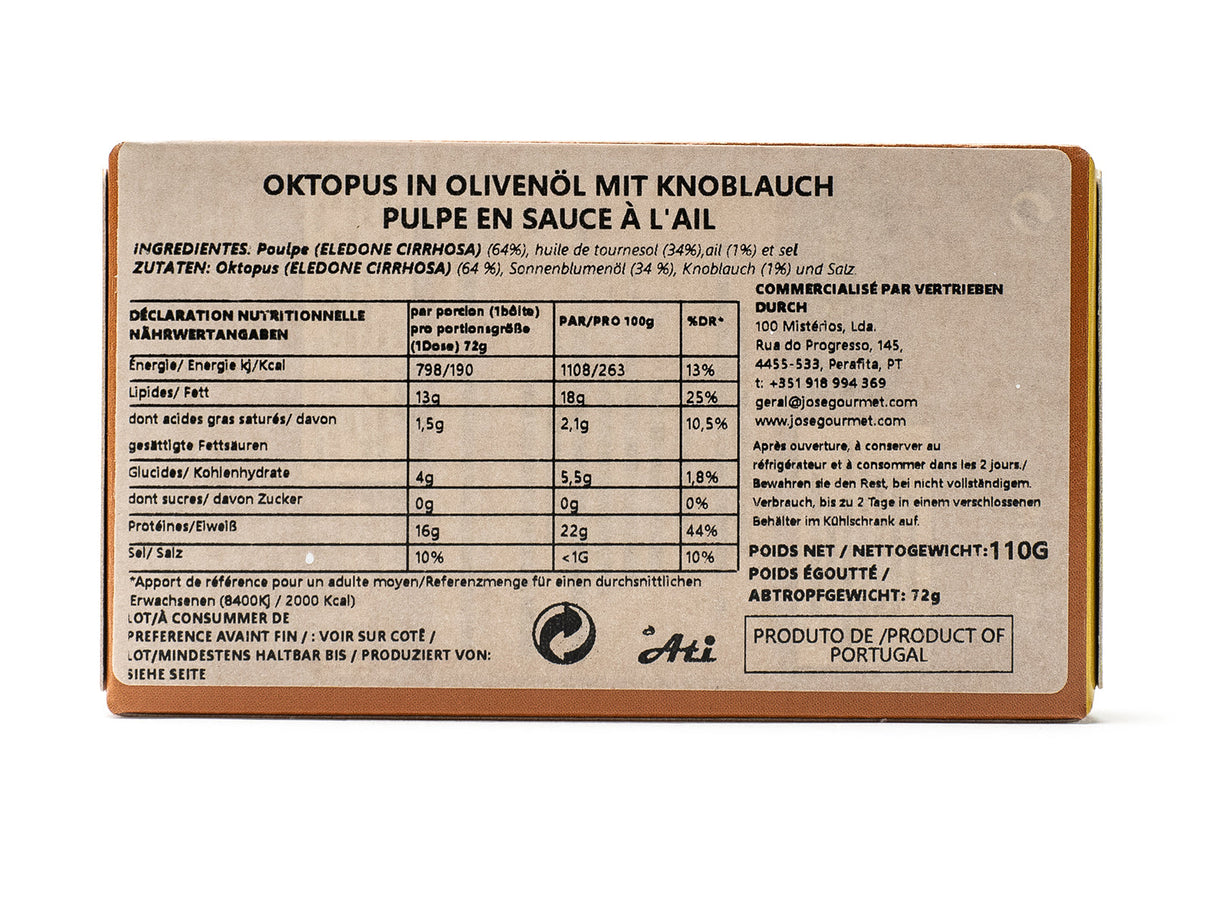 OKTOPUS IN OLIVENÖL MIT KNOBLAUCH
PULPE EN SAUCE À L'AIL
INGREDIENTES: Poulpe (ELEDONE CIRRHOSA) (64%), huile de tournesol (34%),ail (1%) et sel
ZUTATEN: Oktopus (ELEDONE CIRRHOSA) (64 %), Sonnenblumenöl (34 %), Knoblauch (1%) und Salz.
DÉCLARATION NUTRITIONNELLE
NÄHRWERTANGABEN
par porcion (1bôite)
pro portionsgröße
(1Dose) 72g
PAR/PRO 100g
%DR*
Énergie/ Energie kj/Kcal 798/190 1108/263 13%
Lipides/ Fett 13g 18g 25%
dont acides gras saturés/ davon
gesättigte Fettsäuren 1,5g 2,1g 10,5%
Glucides/ Kohlenhydrate 4g 5,5g 1,8%
dont sucres/ davon Zucker 0g 0g 0%
Protéines/Eiweiß 16g 22g 44%
Sel/ Salz 10% <1G 10%
*Apport de référence pour un adulte moyen/Referenzmenge für einen durchsnittlichen
Erwachsenen (8400Kj / 2000 Kcal)
LOT/À CONSUMMER DE
PREFERENCE AVAINT FIN / : VOIR SUR COTÊ /
LOT/MINDESTENS HALTBAR BIS / PRODUZIERT VON:
SIEHE SEITE
Ati
COMMERCIALISÉ PAR VERTRIEBEN
DURCH
100 Mistérios, Lda.
Rua do Progresso, 145,
4455-533, Perafita, PT
t: +351 918 994 369
geral@josegourmet.com
www.josegourmet.com
Après ouverture, à conserver au
réfrigérateur et à consommer dans les 2 jours./
Bewahren sie den Rest, bei nicht vollständigem.
Verbrauch, bis zu 2 Tage in einem verschlossenen
Behälter im Kühlschrank auf.
POIDS NET / NETTOGEWICHT:110G
POIDS ÉGOUTTÉ /
ABTROPFGEWICHT: 72g
PRODUTO DE /PRODUCT OF
PORTUGAL